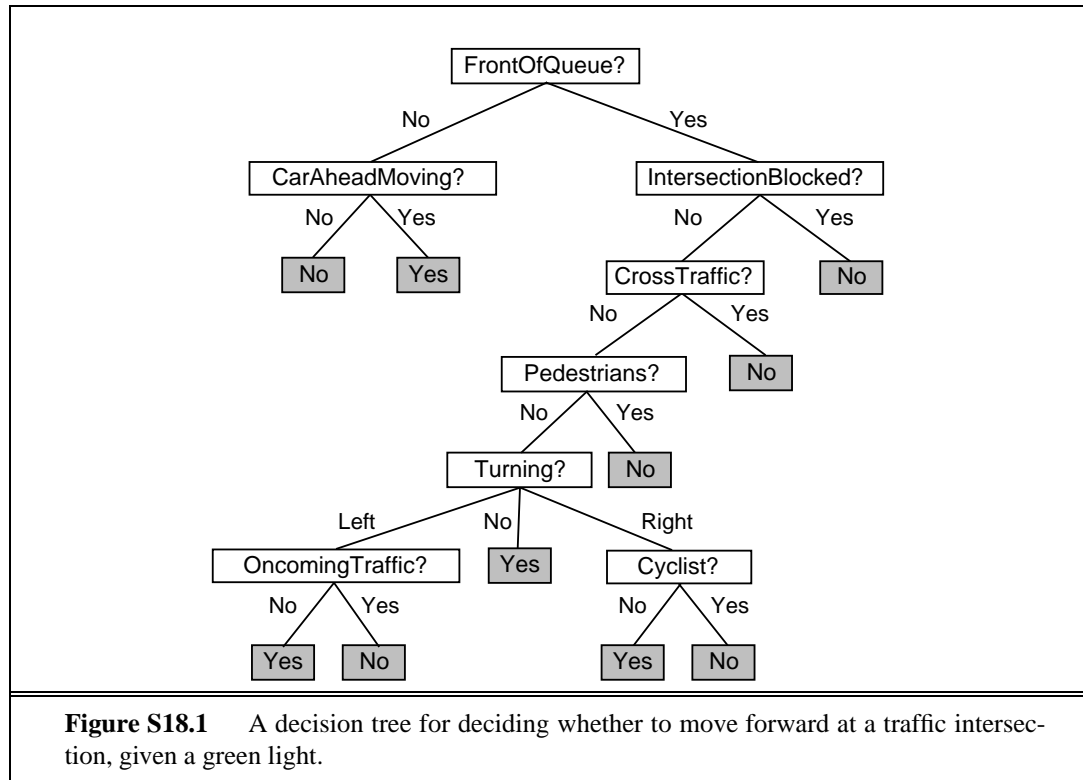 FrontOfQueue?
No
Yes
CarAheadMoving?
IntersectionBlocked?
No
Yes
No
Yes
No
Yes
CrossTraffic?
No
No
Yes
Pedestrians?
No
No
Yes
Turning?
No
Left
No
Right
OncomingTraffic?
Yes
Cyclist?
No
Yes
No
Yes
Yes
No
Yes
No
Figure S18.1 A decision tree for deciding whether to move forward at a traffic intersec-
tion, given a green light.